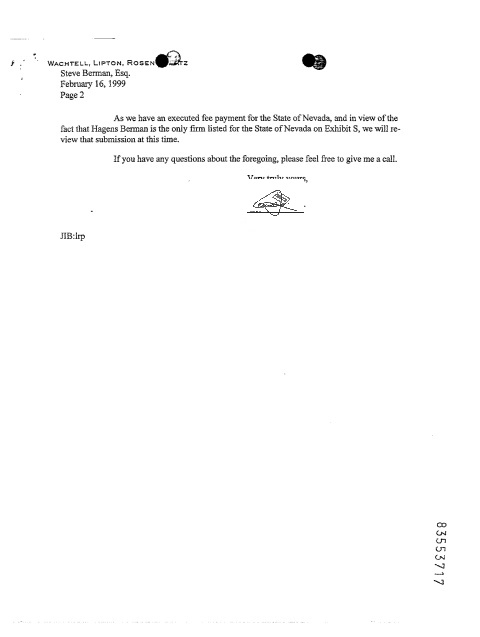 WACHTELL, LIPTON, ROSEN TZ
Steve Berman, Esq.
February 16, 1999
Page 2
As we have an executed fee payment for the State of Nevada, and in view of the
fact that Hagens Berman is the only firm listed for the State of Nevada on Exhibit S, we will re-
view that submission at this time.
If you have any questions about the foregoing, please feel free to give me a call.
Very truly yours,
JIB:lrp
83553717